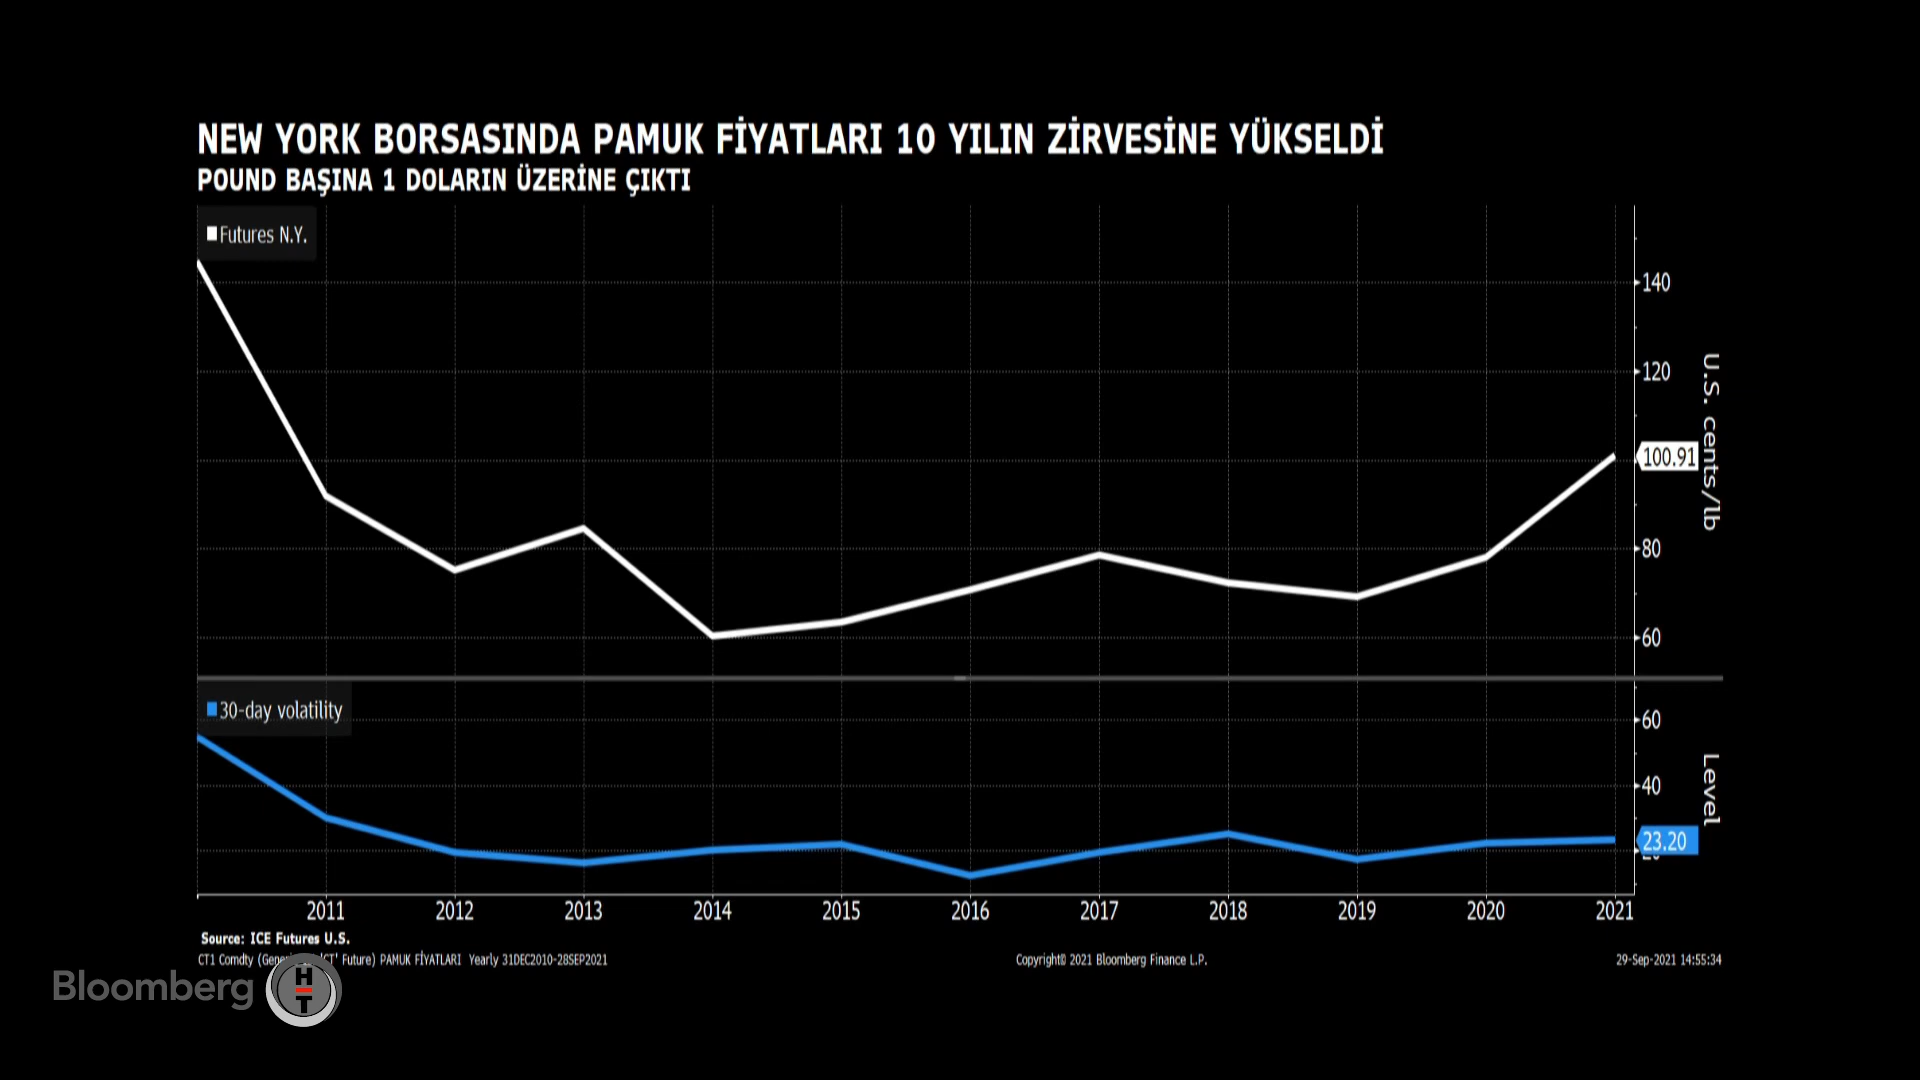 NEW YORK BORSASINDA PAMUK FİYATLARI 10 YILIN ZİRVESİNE YÜKSELDİ
POUND BAŞINA 1 DOLARIN ÜZERİNE ÇIKTI
Futures N.Y.
140
120
100.91
80
60
U.S. cents/lb
30-day volatility
60
40
23.20
Level
2011 2012 2013 2014 2015 2016 2017 2018 2019 2020 2021
Source: ICE Futures U.S.
CT1 Comdty Future) PAMUK FİYATLARI Yearly 31DEC2010-28SEP2021 Copyright© 2021 Bloomberg Finance L.P. 29-Sep-2021 14:55:34
Bloomberg HT